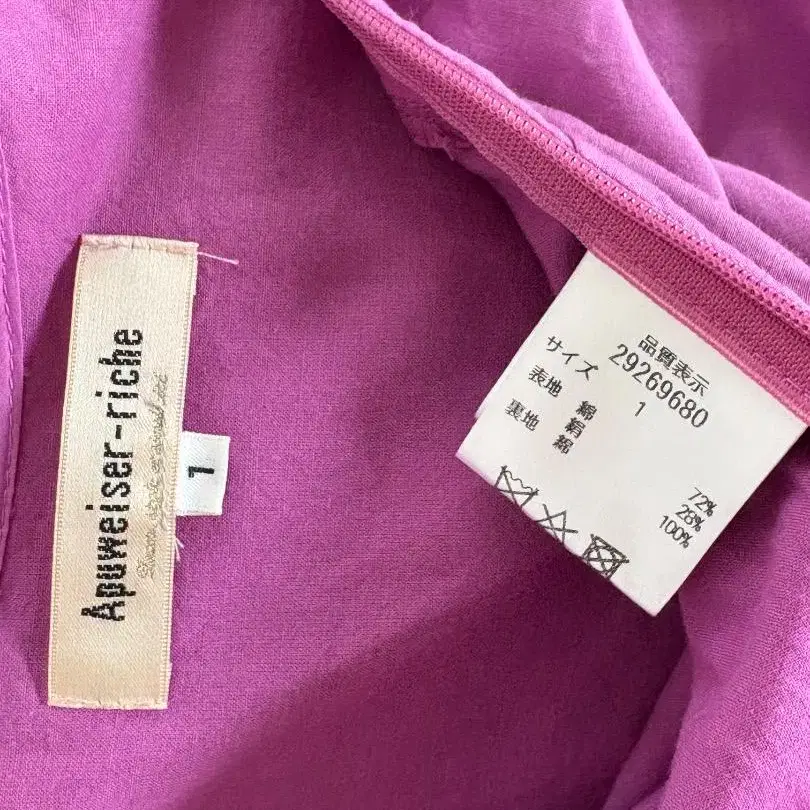 Apuweiser-riche
1
品質表示
29269680
サイズ 1
表地 綿 72%
絹 28%
裏地 綿 100%